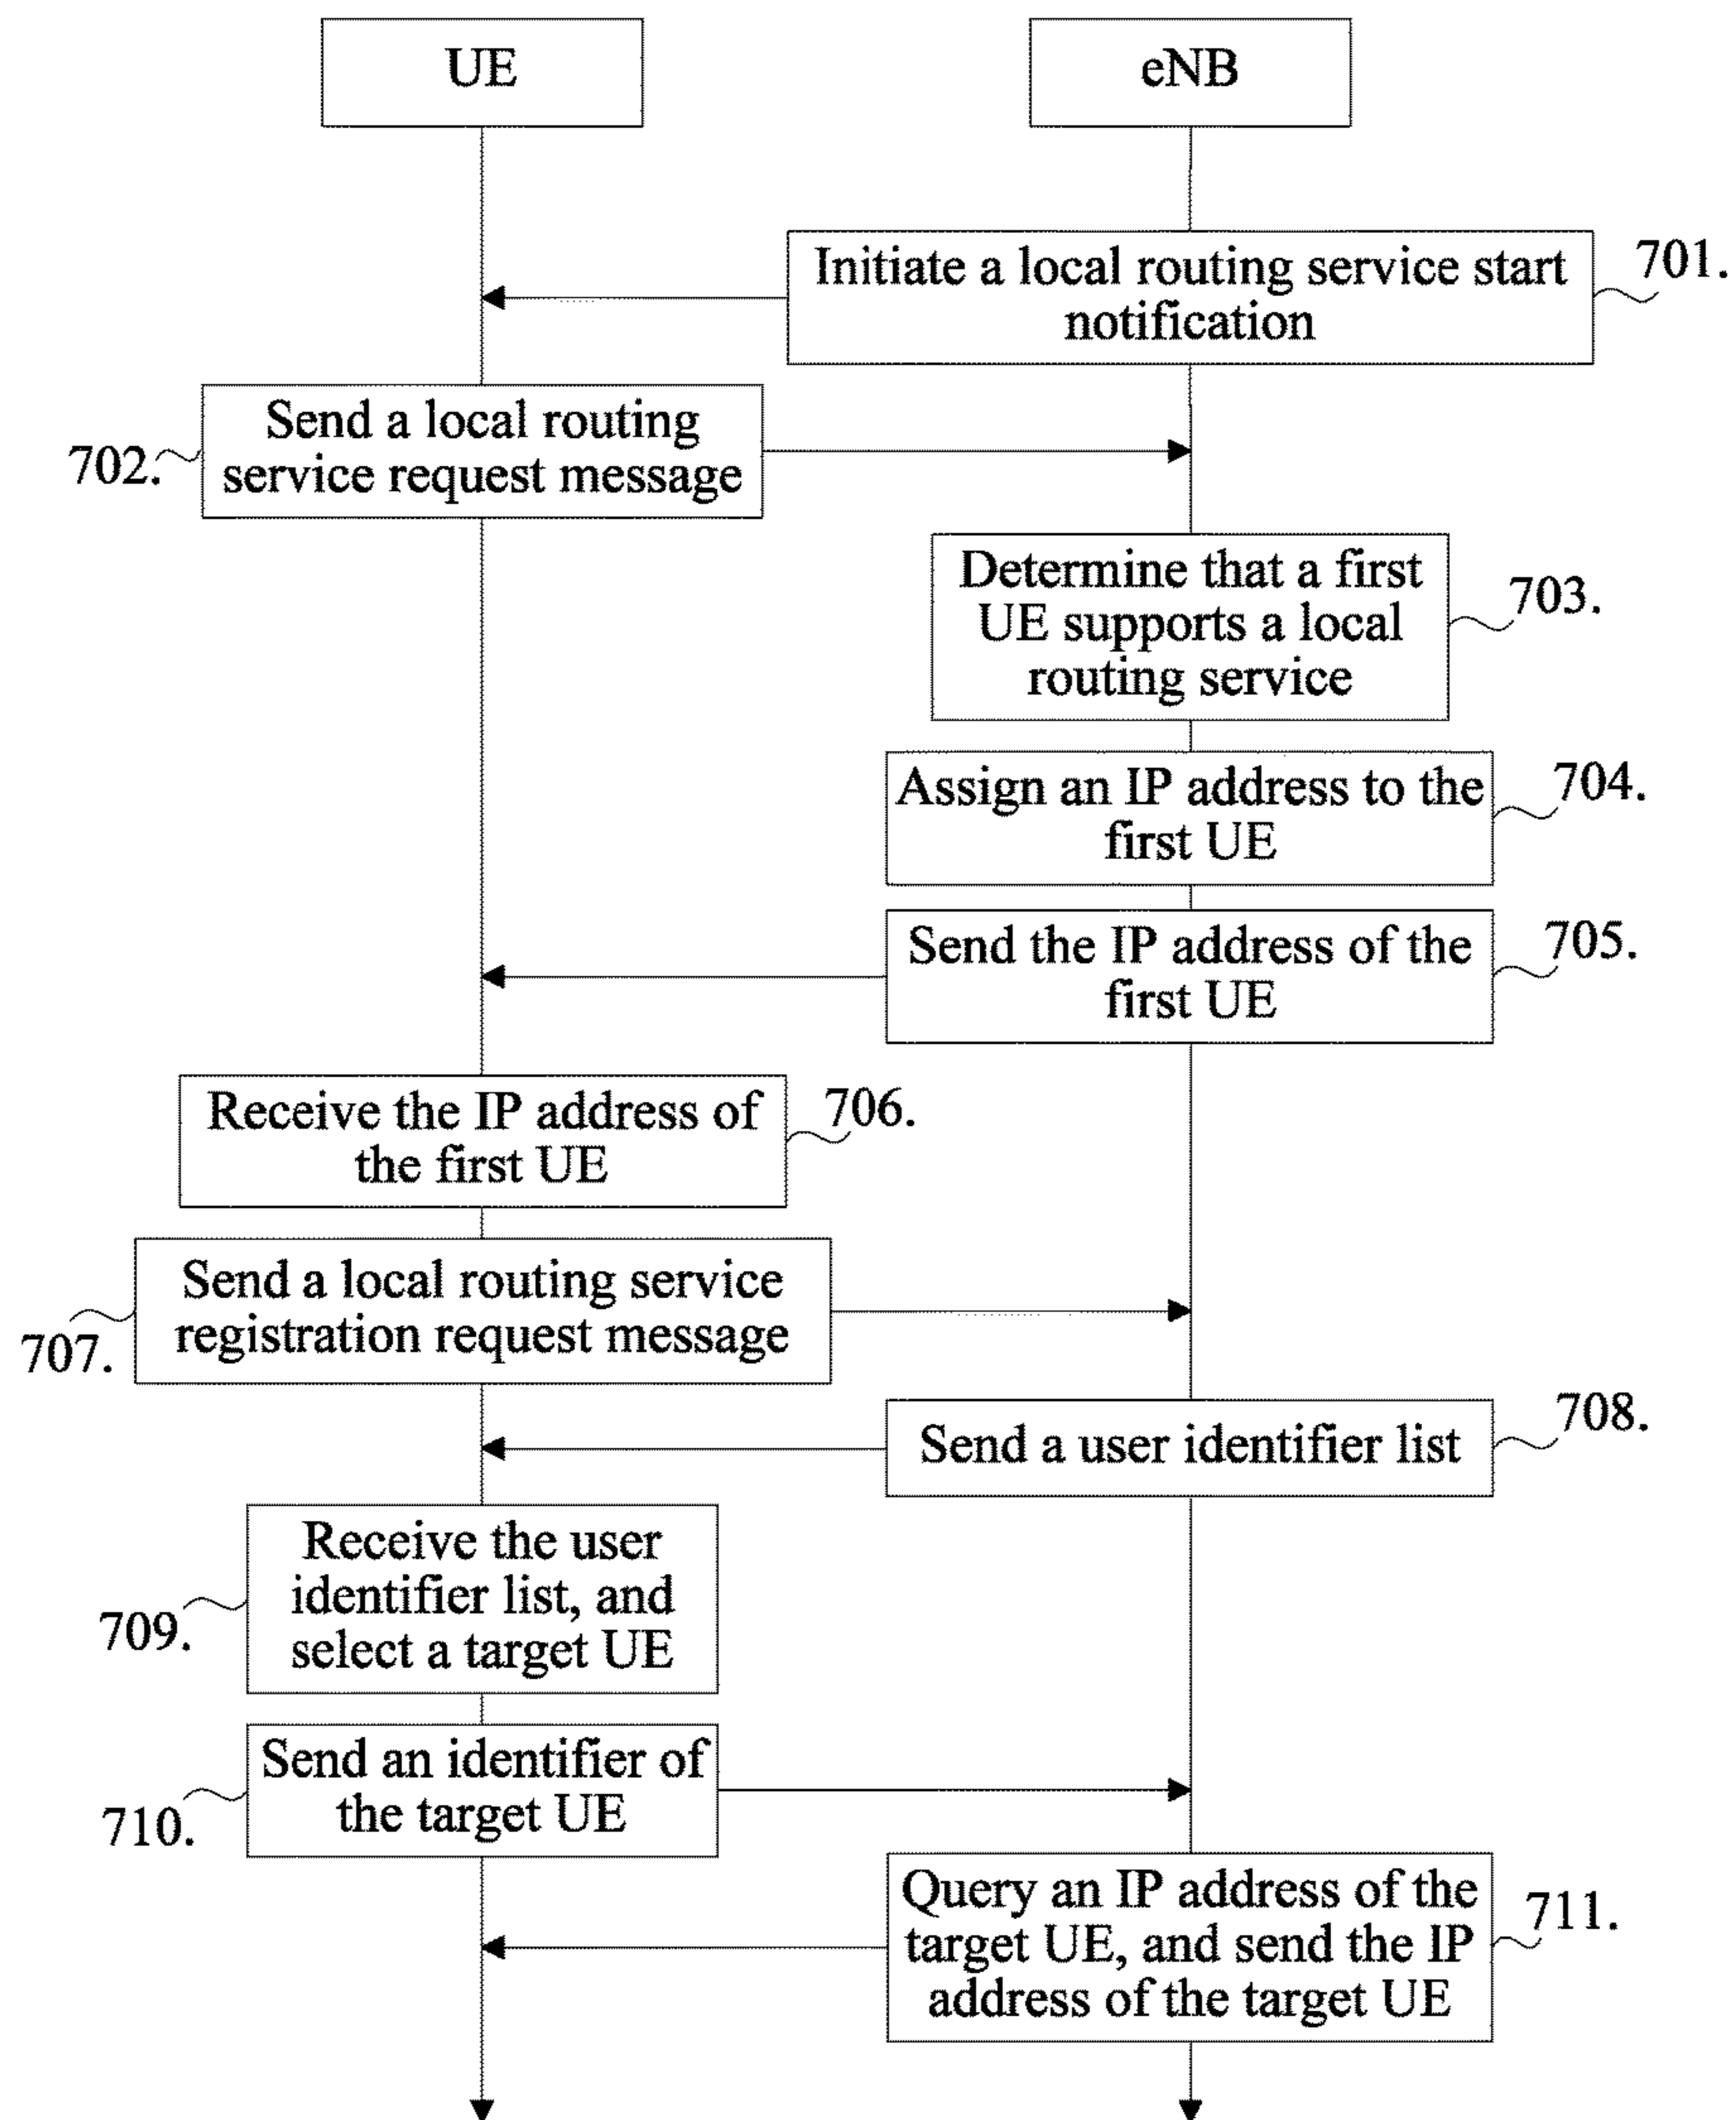 UE
eNB
Initiate a local routing service start
notification
701.
Send a local routing
service request message
702.
Determine that a first
UE supports a local
routing service
703.
Assign an IP address to the
first UE
704.
Send the IP address of the
first UE
705.
Receive the IP address of
the first UE
706.
Send a local routing service
registration request message
707.
Send a user identifier list
708.
Receive the user
identifier list, and
select a target UE
709.
Send an identifier of
the target UE
710.
Query an IP address of the
target UE, and send the IP
address of the target UE
711.